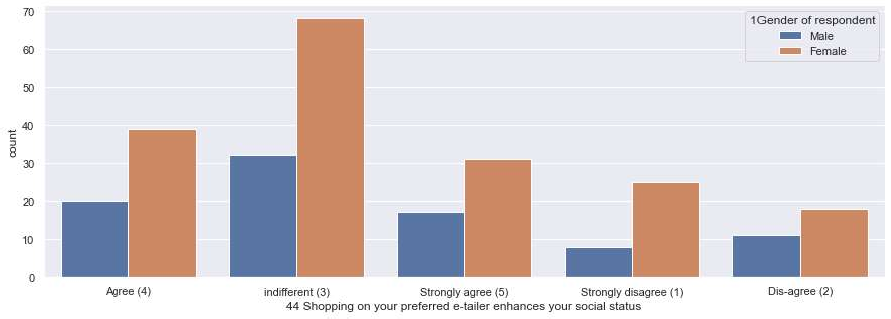 70
60
50
40
30
20
10
0
count
1Gender of respondent
Male
Female
Agree (4)
indifferent (3)
Strongly agree (5)
Strongly disagree (1)
Dis-agree (2)
44 Shopping on your preferred e-tailer enhances your social status